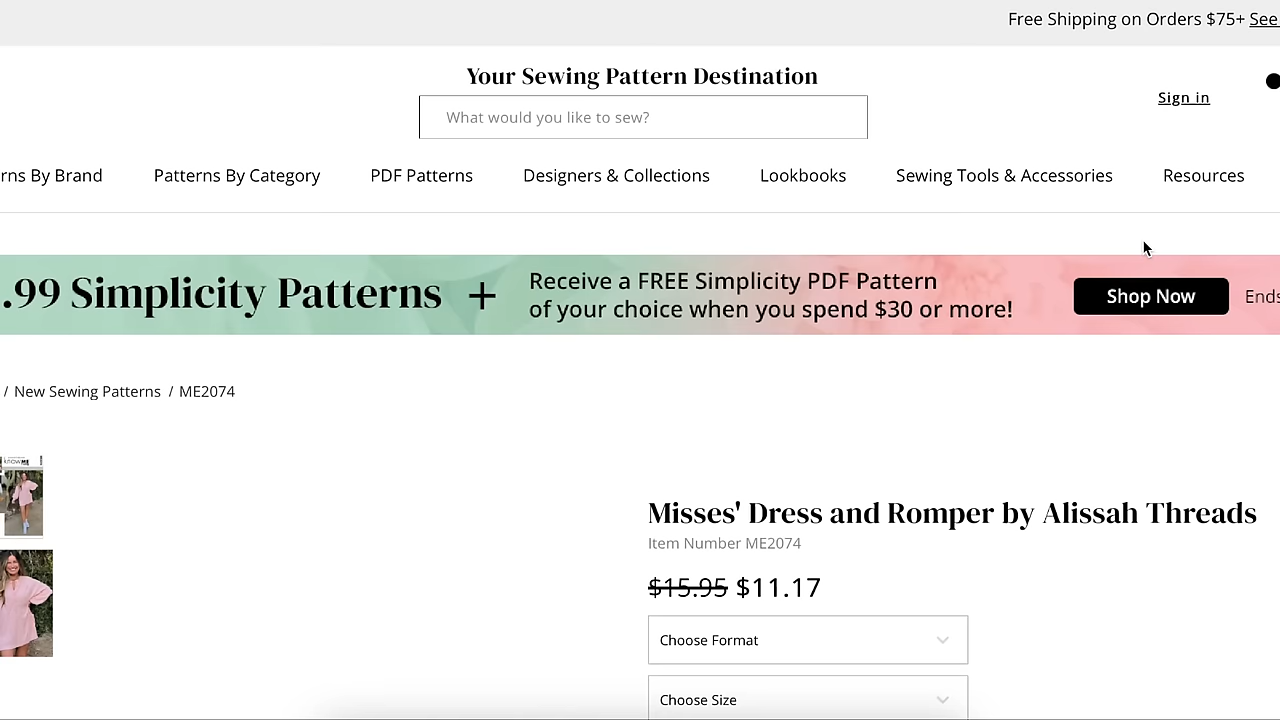 Free Shipping on Orders $75+ See
Your Sewing Pattern Destination
What would you like to sew?
Sign in
rns By Brand
Patterns By Category
PDF Patterns
Designers & Collections
Lookbooks
Sewing Tools & Accessories
Resources
.99 Simplicity Patterns +
Receive a FREE Simplicity PDF Pattern
of your choice when you spend $30 or more!
Shop Now
Ends
/ New Sewing Patterns / ME2074
knowME
Misses' Dress and Romper by Alissah Threads
Item Number ME2074
$15.95 $11.17
Choose Format
Choose Size